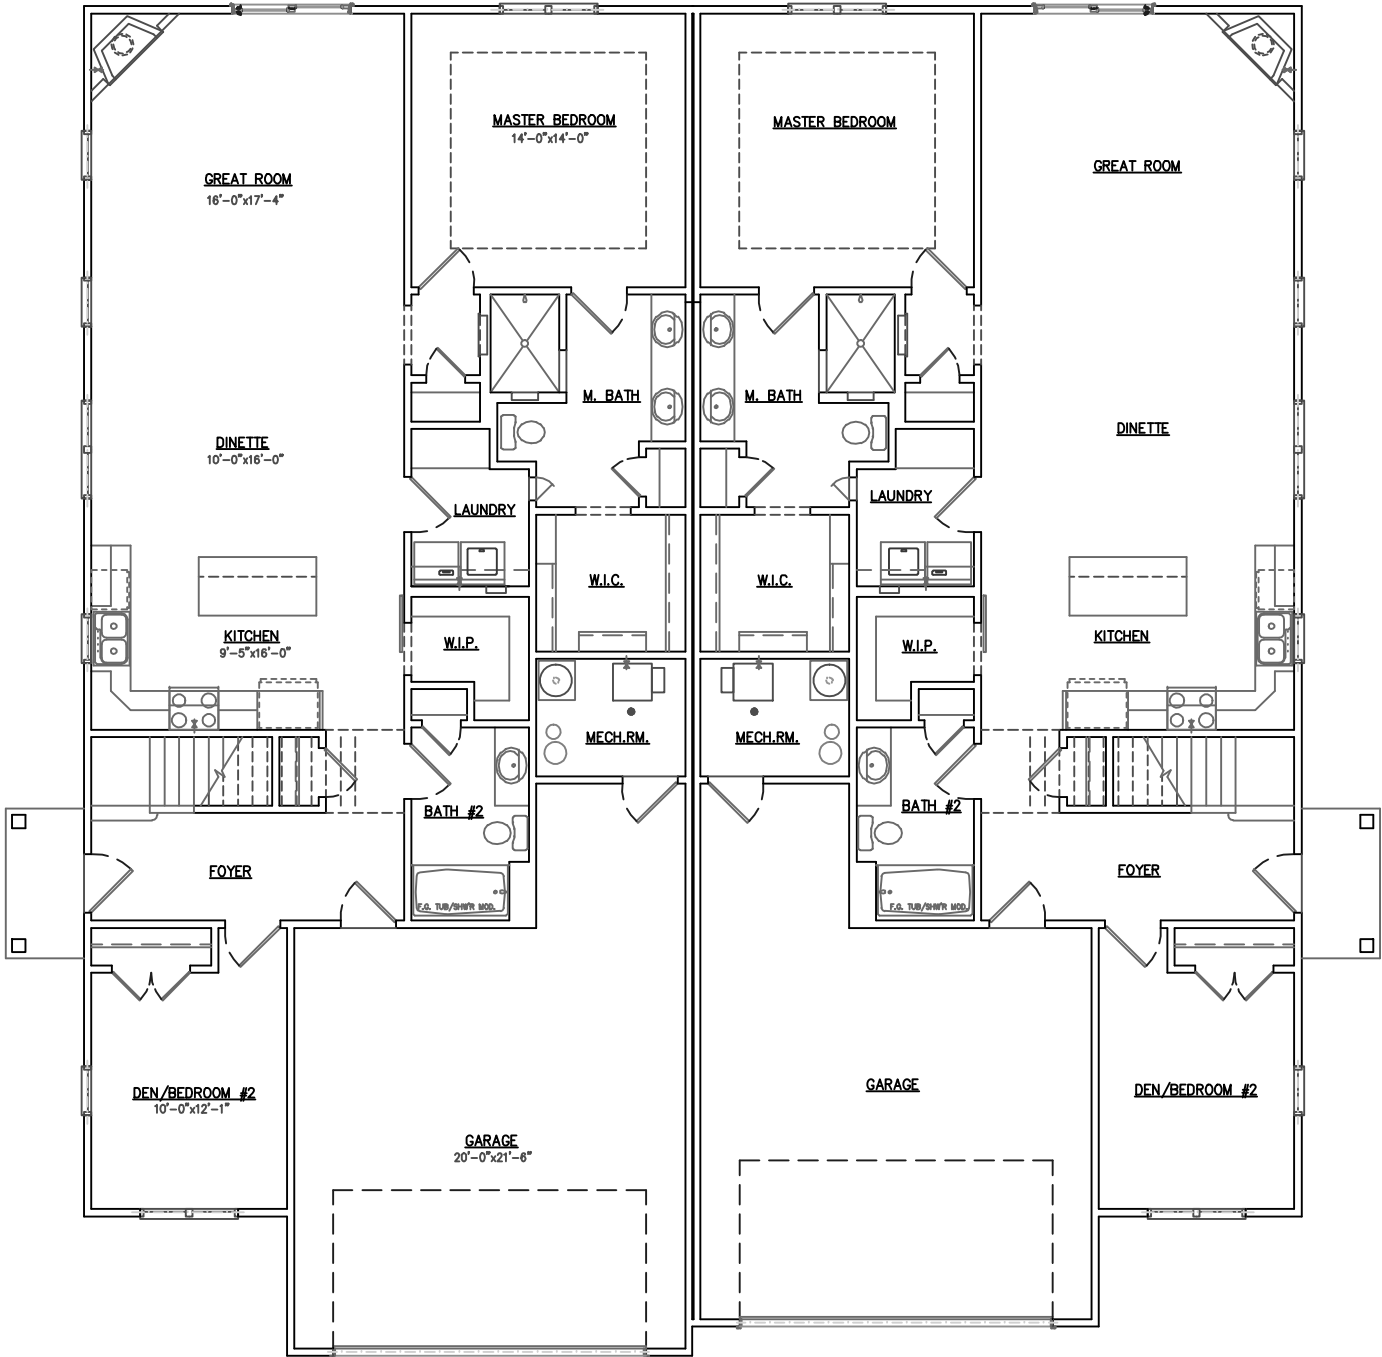 MASTER BEDROOM
14'-0"x14'-0"
MASTER BEDROOM
GREAT ROOM
GREAT ROOM
16'-0"x17'-4"
M. BATH
M. BATH
DINETTE
10'-0"x16'-0"
DINETTE
LAUNDRY
LAUNDRY
W.I.C.
W.I.C.
KITCHEN
9'-5"x16'-0"
W.I.P.
W.I.P.
KITCHEN
MECH.RM.
MECH.RM.
BATH #2
BATH #2
FOYER
FOYER
F.G. TUB/SHW'R MOD.
F.G. TUB/SHW'R MOD.
DEN/BEDROOM #2
10'-0"x12'-1"
GARAGE
DEN/BEDROOM #2
GARAGE
20'-0"x21'-6"